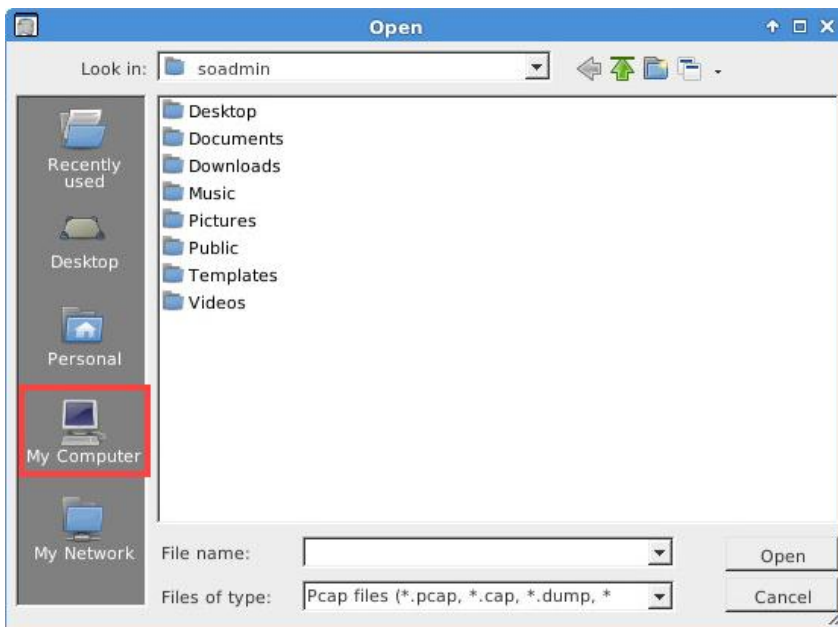 Open
Look in:
soadmin
Recently
used
Desktop
Personal
My Computer
My Network
Desktop
Documents
Downloads
Music
Pictures
Public
Templates
Videos
File name:
Open
Files of type:
Pcap files (*.pcap, *.cap, *.dump, *
Cancel